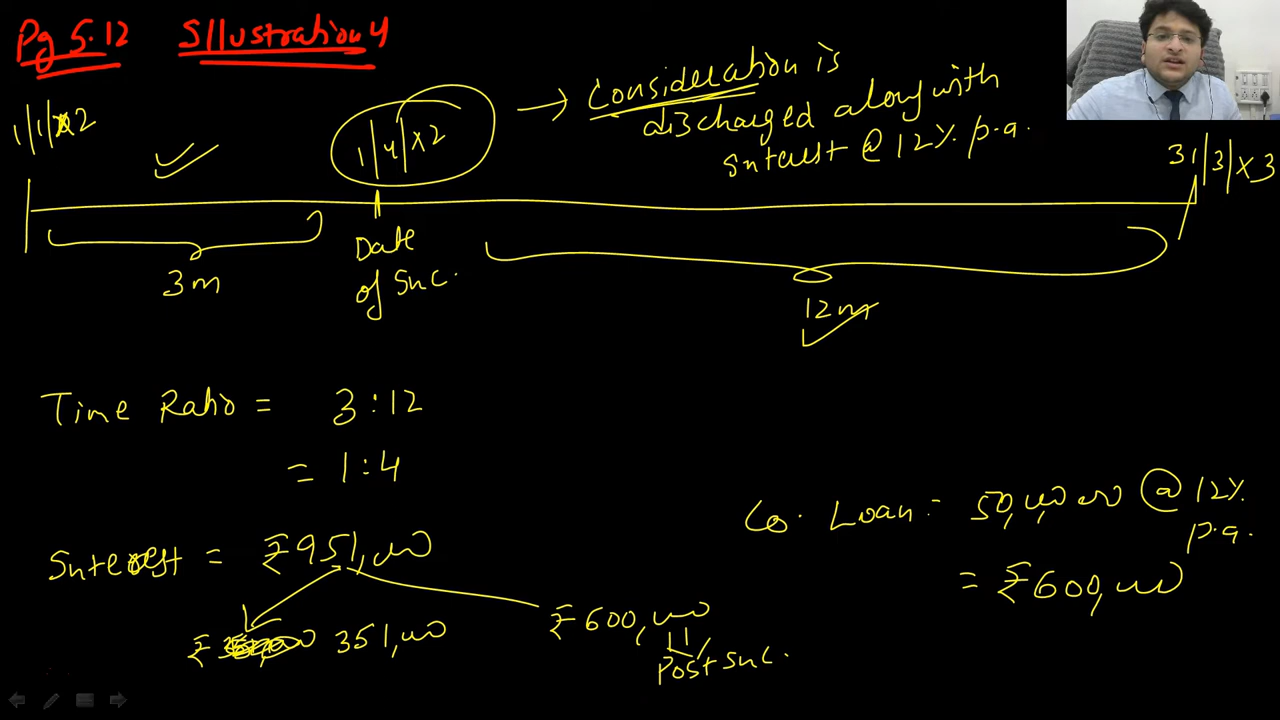 Pg 5.12 Illustration 4
1/1/X2
1/4/X2
→ Consideration is
discharged along with
Interest @ 12% p.a.
31/3/X3
3m
Date
of Inc.
12m
Time Ratio = 3:12
= 1:4
Interest = ₹951,000
₹ 351,000
₹600,000
Post Inc.
Co. Loan = 50,00,000 @ 12%
p.a.
= ₹600,000